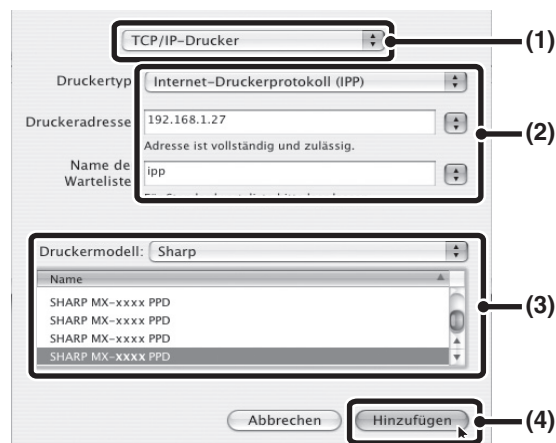 TCP/IP-Drucker
(1)
Druckertyp
Internet-Druckerprotokoll (IPP)
Druckeradresse
192.168.1.27
(2)
Adresse ist vollständig und zulässig.
Name de
Warteliste
ipp
Druckermodell:
Sharp
Name
SHARP MX-xxxx PPD
SHARP MX-xxxx PPD
(3)
SHARP MX-xxxx PPD
SHARP MX-xxxx PPD
Abbrechen
Hinzufügen
(4)